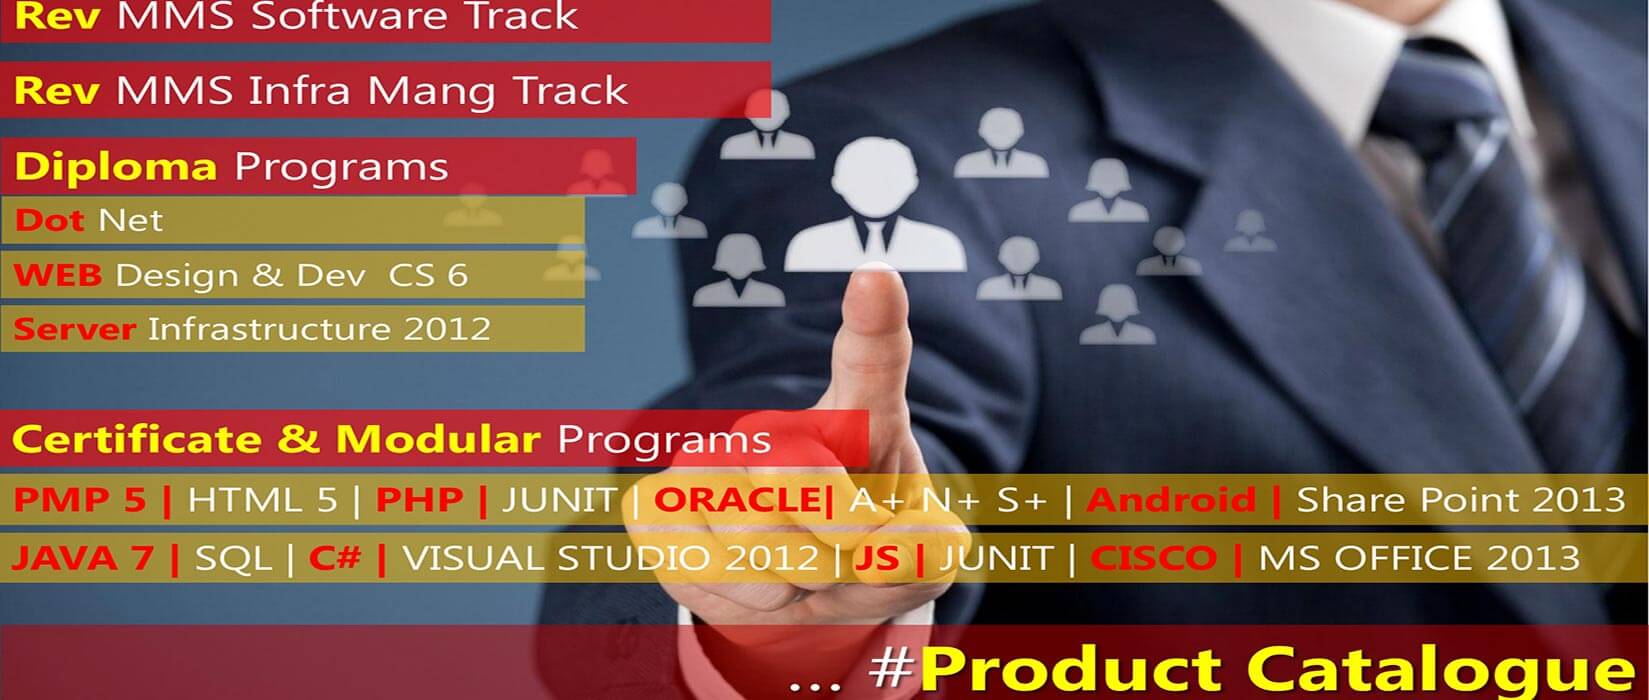 Rev MMS Software Track
Rev MMS Infra Mang Track
Diploma Programs
Dot Net
WEB Design & Dev CS 6
Server Infrastructure 2012
Certificate & Modular Programs
PMP 5 | HTML 5 | PHP | JUNIT | ORACLE| A+ N+ S+ | Android | Share Point 2013
JAVA 7 | SQL | C# | VISUAL STUDIO 2012 | JS | JUNIT | CISCO | MS OFFICE 2013
... #Product Catalogue